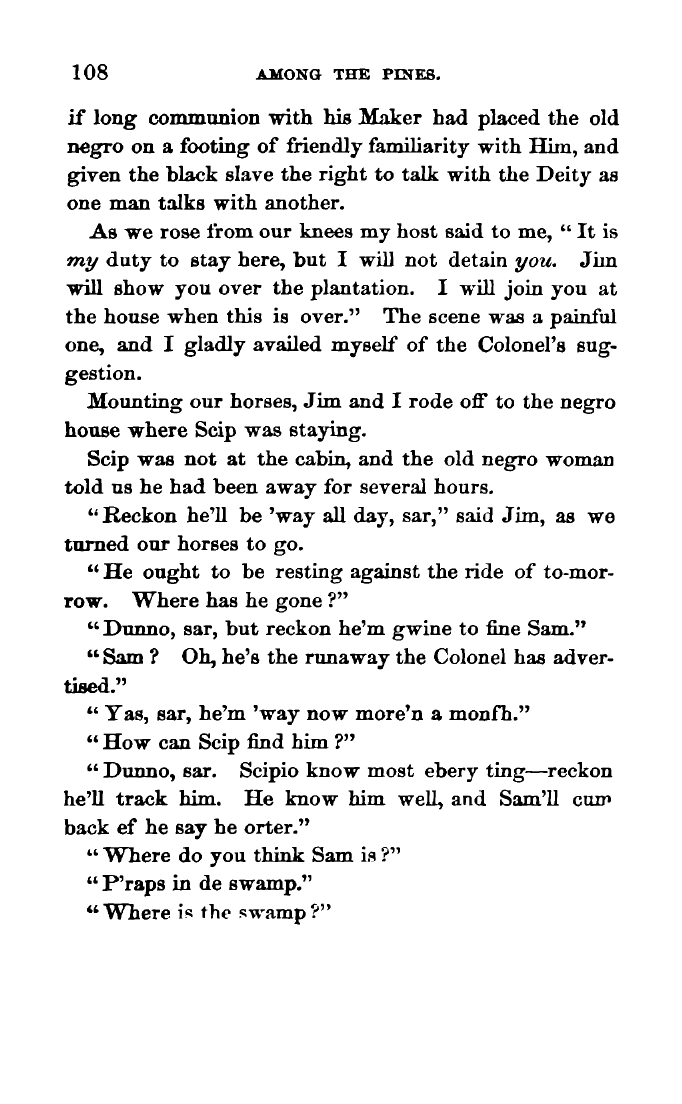 108 AMONG THE PINES.
if long communion with his Maker had placed the old
negro on a footing of friendly familiarity with Him, and
given the black slave the right to talk with the Deity as
one man talks with another.
As we rose from our knees my host said to me, “ It is
my duty to stay here, but I will not detain you. Jim
will show you over the plantation. I will join you at
the house when this is over.” The scene was a painful
one, and I gladly availed myself of the Colonel’s sug-
gestion.
Mounting our horses, Jim and I rode off to the negro
house where Scip was staying.
Scip was not at the cabin, and the old negro woman
told us he had been away for several hours.
“ Reckon he’ll be ’way all day, sar,” said Jim, as we
turned our horses to go.
“ He ought to be resting against the ride of to-mor-
row. Where has he gone ?”
“ Dunno, sar, but reckon he’m gwine to fine Sam.”
“ Sam ? Oh, he’s the runaway the Colonel has adver-
tised.”
“ Yas, sar, he’m ’way now more’n a monfh.”
“ How can Scip find him ?”
“ Dunno, sar. Scipio know most ebery ting—reckon
he’ll track him. He know him well, and Sam’ll cum
back ef he say he orter.”
“ Where do you think Sam is ?”
“ P’raps in de swamp.”
“ Where is the swamp ?”